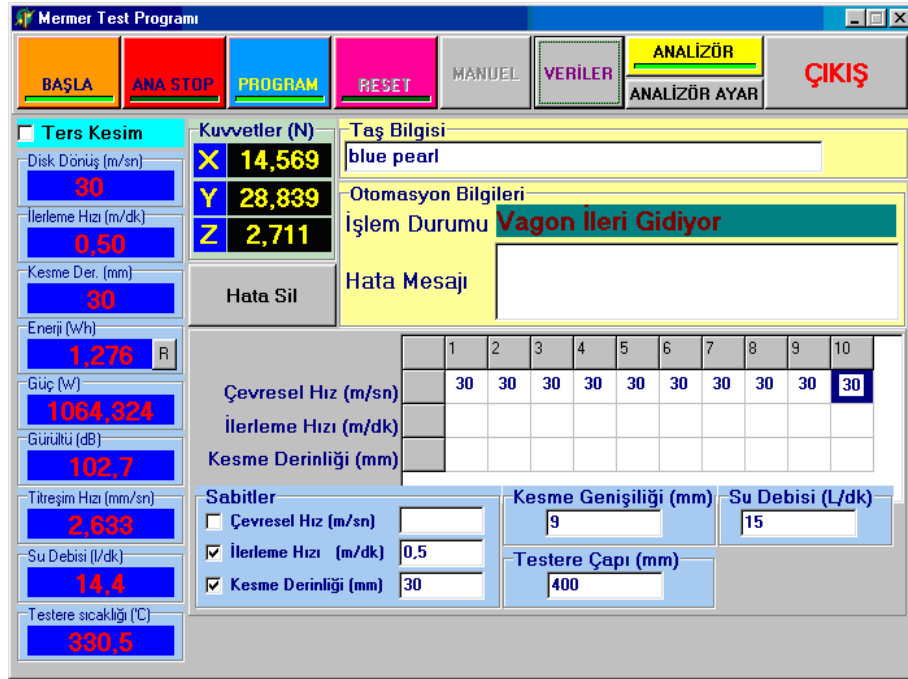 Mermer Test Programı
BAŞLA
ANA STOP
PROGRAM
RESET
MANUEL
VERİLER
ANALİZÖR
ANALİZÖR AYAR
ÇIKIŞ
Ters Kesim
Disk Dönüş (m/sn)
30
İlerleme Hızı (m/dk)
0,50
Kesme Der. (mm)
30
Enerji (Wh)
1,276 R
Güç (W)
1064,324
Gürültü (dB)
102,7
Titreşim Hızı (mm/sn)
2,633
Su Debisi (l/dk)
14,4
Testere sıcaklığı ('C)
330,5
Kuvvetler (N)
X 14,569
Y 28,839
Z 2,711
Hata Sil
Taş Bilgisi
blue pearl
Otomasyon Bilgileri
İşlem Durumu Vagon İleri Gidiyor
Hata Mesajı
1 2 3 4 5 6 7 8 9 10
Çevresel Hız (m/sn) 30 30 30 30 30 30 30 30 30 30
İlerleme Hızı (m/dk)
Kesme Derinliği (mm)
Sabitler
Çevresel Hız (m/sn)
İlerleme Hızı (m/dk) 0,5
Kesme Derinliği (mm) 30
Kesme Genişiliği (mm)
9
Su Debisi (L/dk)
15
Testere Çapı (mm)
400